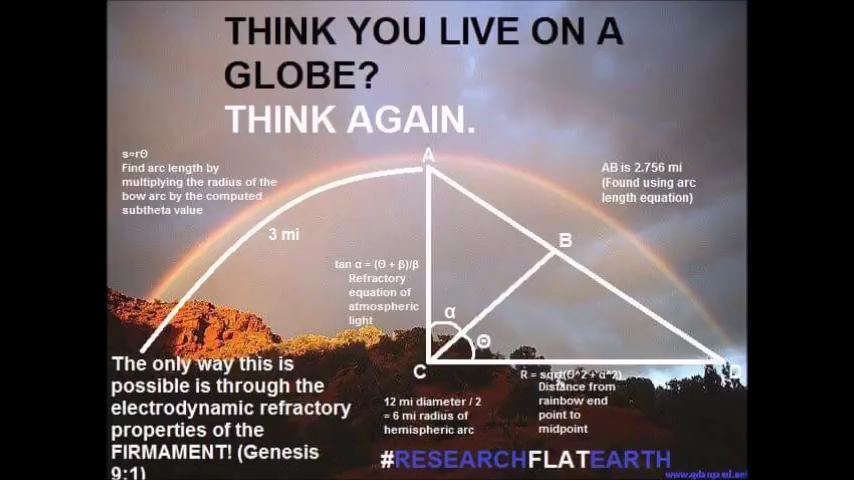 THINK YOU LIVE ON A
GLOBE?
THINK AGAIN.
s=rΘ
Find arc length by
multiplying the radius of the
bow arc by the computed
subtheta value
A
AB is 2.756 mi
(Found using arc
length equation)
3 mi
B
tan α = (Θ + β)/β
Refractory
equation of
atmospheric
light
α
Θ
C
D
The only way this is
possible is through the
electrodynamic refractory
properties of the
FIRMAMENT! (Genesis
9:1)
12 mi diameter / 2
= 6 mi radius of
hemispheric arc
R = sqrt(Θ^2 + α^2)
Distance from
rainbow end
point to
midpoint
#RESEARCHFLATEARTH